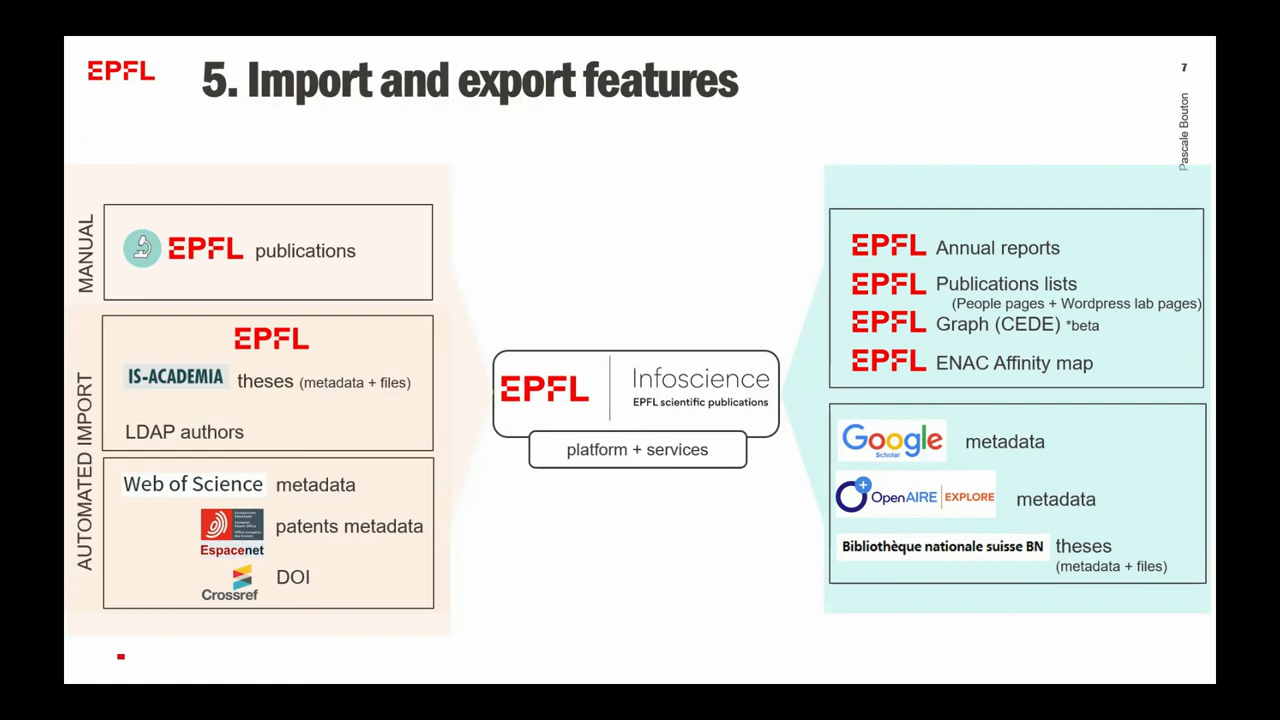 EPFL
5. Import and export features
7
Pascale Bouton
MANUAL
EPFL publications
AUTOMATED IMPORT
EPFL
IS-ACADEMIA theses (metadata + files)
LDAP authors
Web of Science metadata
patents metadata
Espacenet
Crossref DOI
EPFL Infoscience
EPFL scientific publications
platform + services
EPFL Annual reports
EPFL Publications lists
(People pages + Wordpress lab pages)
EPFL Graph (CEDE) *beta
EPFL ENAC Affinity map
Google metadata
Scholar
OpenAIRE EXPLORE metadata
Bibliothèque nationale suisse BN theses
(metadata + files)